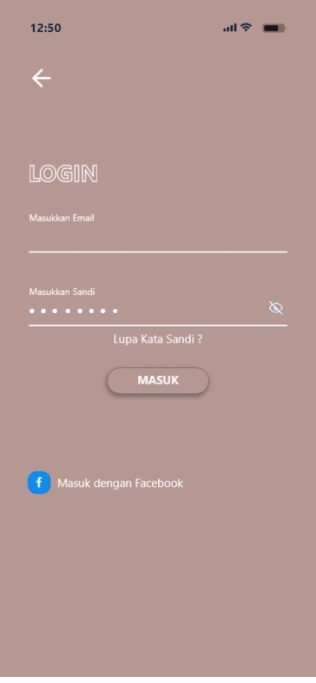 12:50
LOGIN
Masukkan Email
Masukkan Sandi
Lupa Kata Sandi ?
MASUK
f Masuk dengan Facebook